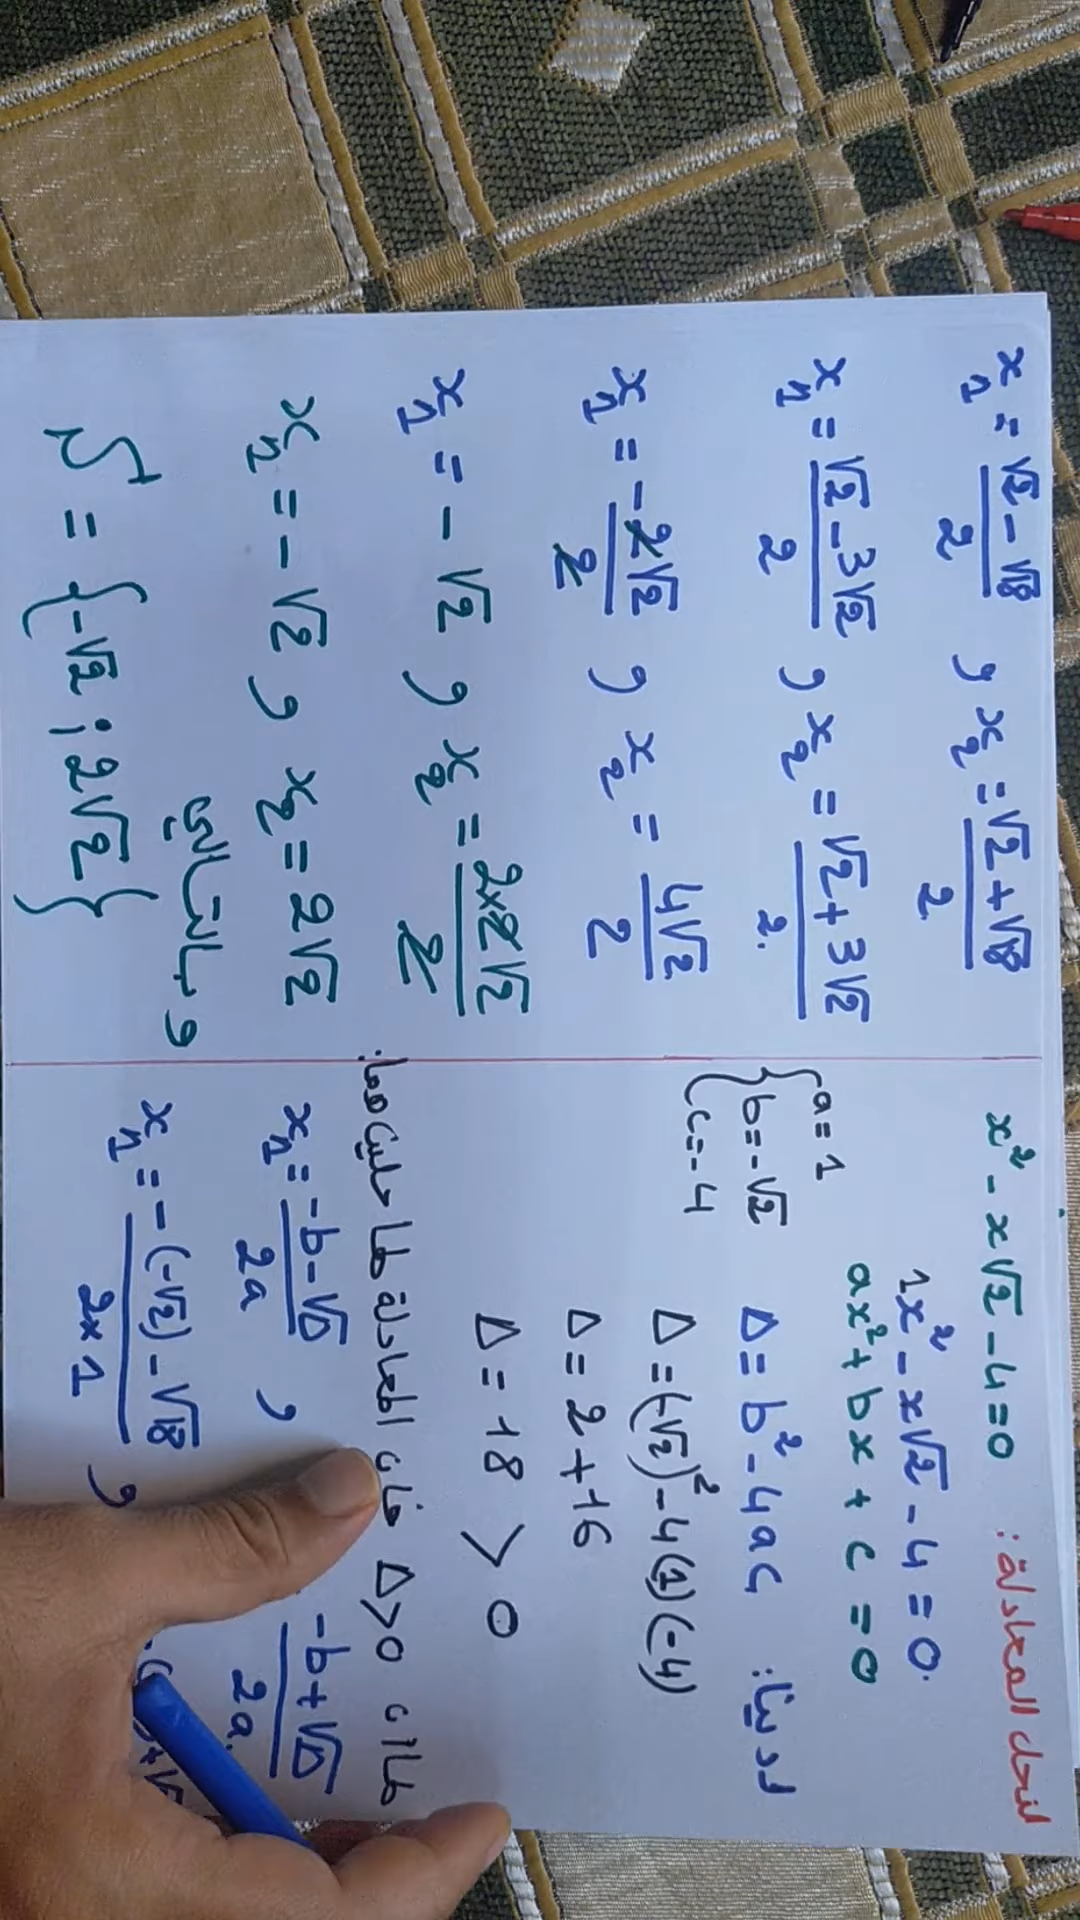 لنحل المعادلة :
x² - x√2 - 4 = 0
1x² - x√2 - 4 = 0.
ax² + bx + c = 0
{ a = 1
b = -√2
c = -4
لدينا :
Δ = b² - 4ac
Δ = (-√2)² - 4(1)(-4)
Δ = 2 + 16
Δ = 18 > 0
بما أن Δ>0 فإن المعادلة لها حلين هما:
x₁ = (-b - √Δ)/2a , (-b + √Δ)/2a.
x₁ = (-(-√2) - √18)/(2×1) ,
x₁ = (√2 - √18)/2 , x₂ = (√2 + √18)/2
x₁ = (√2 - 3√2)/2 , x₂ = (√2 + 3√2)/2.
x₁ = -2√2/2 , x₂ = 4√2/2
x₁ = -√2 , x₂ = 2×2√2/2
x₁ = -√2 , x₂ = 2√2
و بالتالي
S = {-√2 ; 2√2}